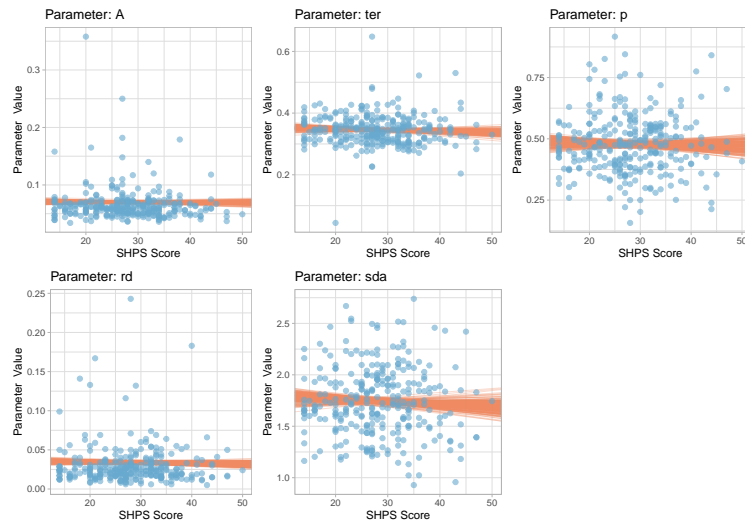 Parameter: A
0.3
0.2
0.1
Parameter Value
20
30
40
50
SHPS Score
Parameter: ter
0.6
0.4
0.2
Parameter Value
20
30
40
50
SHPS Score
Parameter: p
0.75
0.50
0.25
Parameter Value
20
30
40
50
SHPS Score
Parameter: rd
0.25
0.20
0.15
0.10
0.05
0.00
Parameter Value
20
30
40
50
SHPS Score
Parameter: sda
2.5
2.0
1.5
1.0
Parameter Value
20
30
40
50
SHPS Score